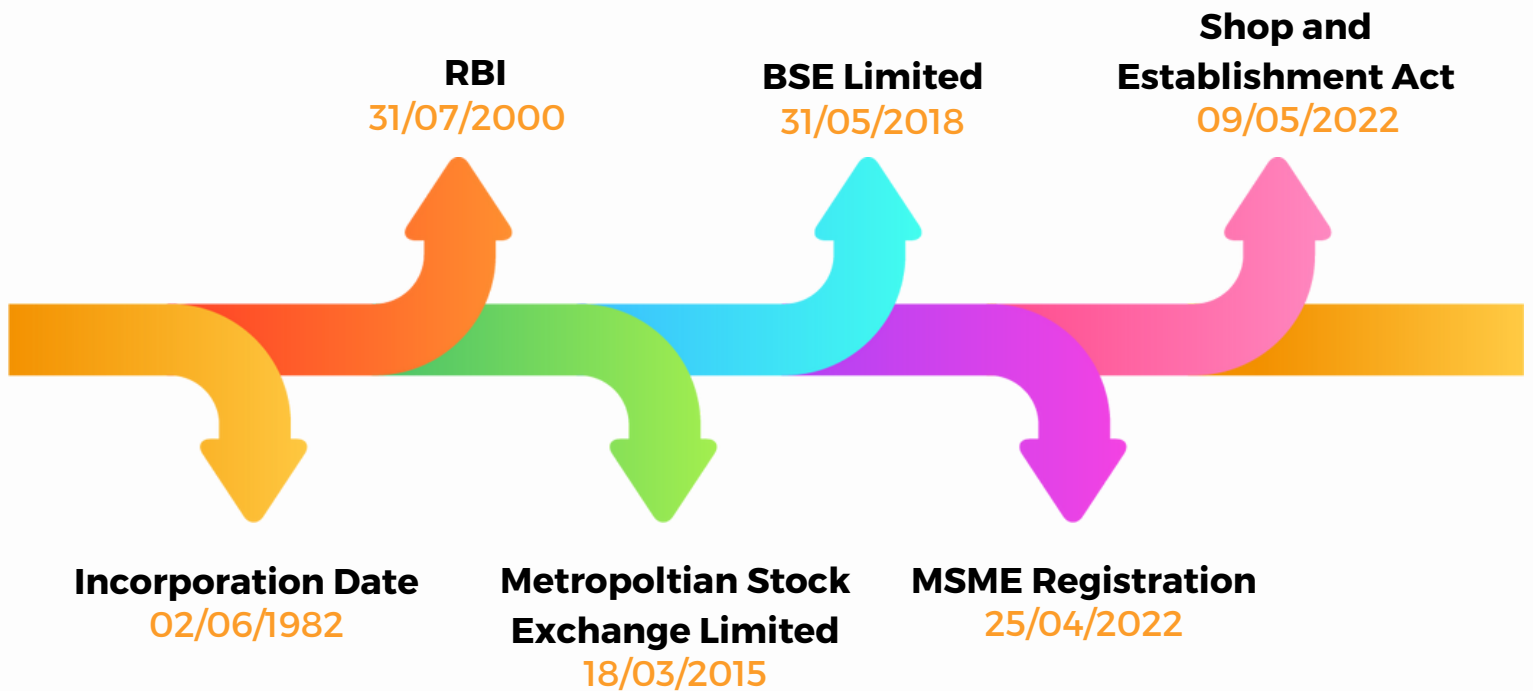 RBI
31/07/2000
BSE Limited
31/05/2018
Shop and
Establishment Act
09/05/2022
Incorporation Date
02/06/1982
Metropoltian Stock
Exchange Limited
18/03/2015
MSME Registration
25/04/2022